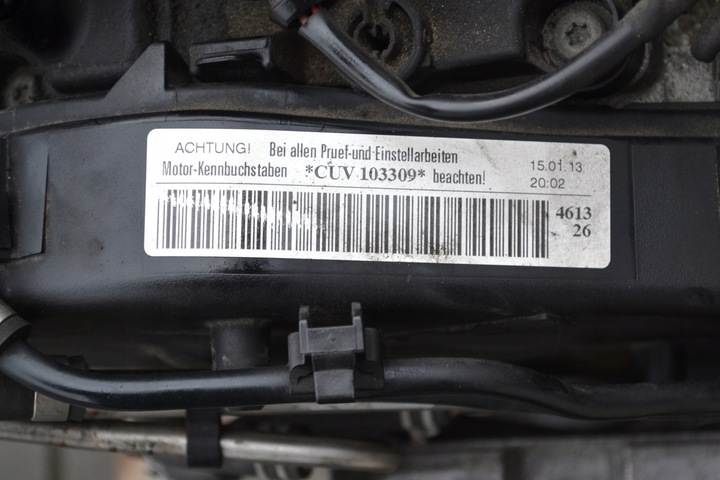 ACHTUNG! Bei allen Pruef-und-Einstellarbeiten
Motor-Kennbuchstaben *CUV 103309* beachten!
15.01.13
20:02
4613
26